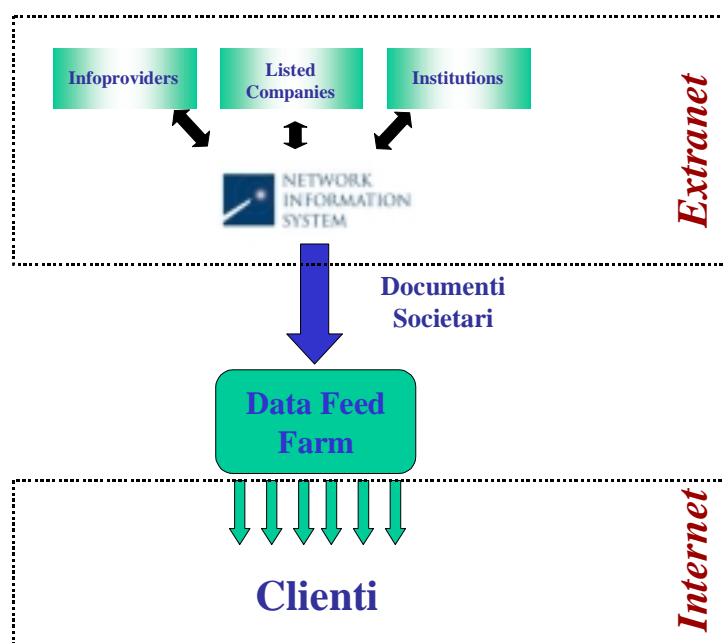 Infoproviders
Listed
Companies
Institutions
Extranet
NETWORK
INFORMATION
SYSTEM
Documenti
Societari
Data Feed
Farm
Internet
Clienti